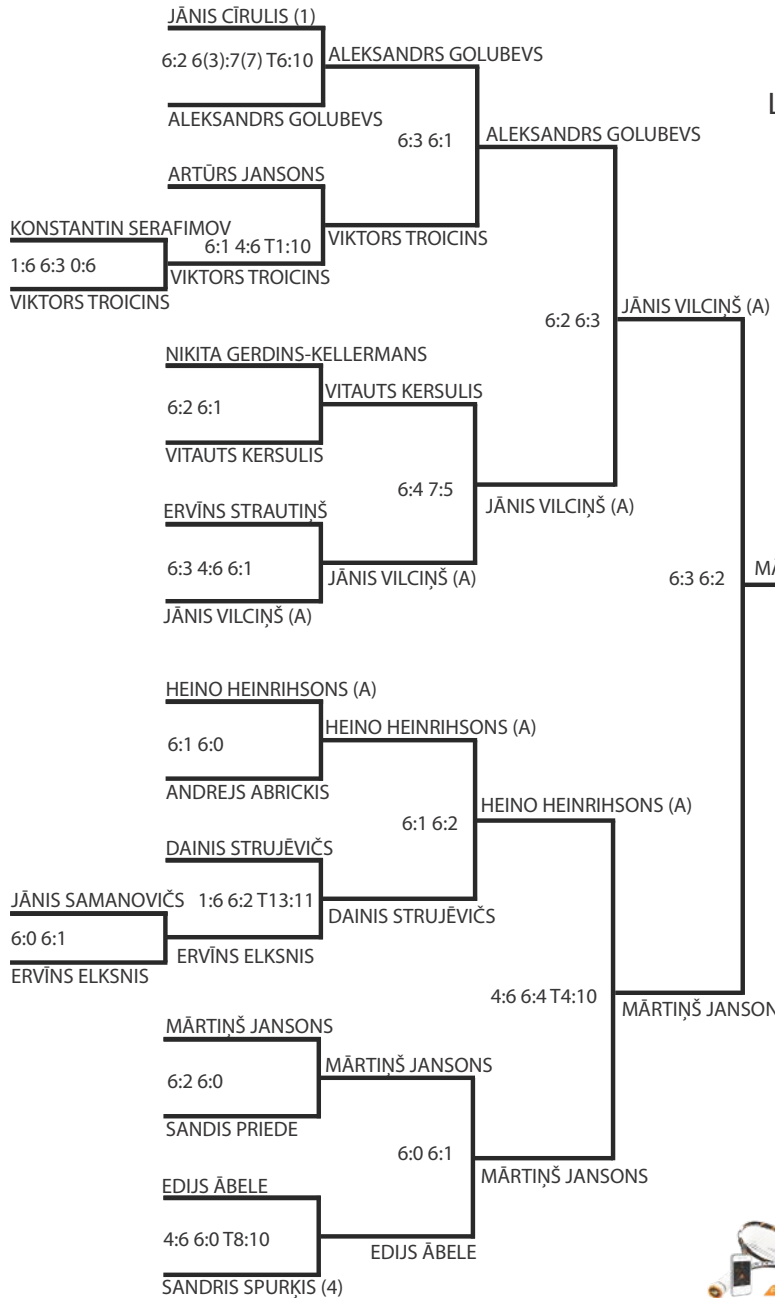 JĀNIS CĪRULIS (1)
6:2 6(3):7(7) T6:10
ALEKSANDRS GOLUBEVS
ALEKSANDRS GOLUBEVS
6:3 6:1
ALEKSANDRS GOLUBEVS
L
ARTŪRS JANSONS
KONSTANTIN SERAFIMOV
6:1 4:6 T1:10
VIKTORS TROICINS
1:6 6:3 0:6
VIKTORS TROICINS
VIKTORS TROICINS
6:2 6:3
JĀNIS VILCIŅŠ (A)
NIKITA GERDINS-KELLERMANS
VITAUTS KERSULIS
6:2 6:1
VITAUTS KERSULIS
6:4 7:5
JĀNIS VILCIŅŠ (A)
ERVĪNS STRAUTIŅŠ
6:3 4:6 6:1
JĀNIS VILCIŅŠ (A)
JĀNIS VILCIŅŠ (A)
6:3 6:2
MĀ
HEINO HEINRIHSONS (A)
HEINO HEINRIHSONS (A)
6:1 6:0
ANDREJS ABRICKIS
HEINO HEINRIHSONS (A)
6:1 6:2
DAINIS STRUJĒVIČS
JĀNIS SAMANOVIČS
1:6 6:2 T13:11
DAINIS STRUJĒVIČS
6:0 6:1
ERVĪNS ELKSNIS
ERVĪNS ELKSNIS
4:6 6:4 T4:10
MĀRTIŅŠ JANSON
MĀRTIŅŠ JANSONS
MĀRTIŅŠ JANSONS
6:2 6:0
SANDIS PRIEDE
6:0 6:1
MĀRTIŅŠ JANSONS
EDIJS ĀBELE
4:6 6:0 T8:10
EDIJS ĀBELE
SANDRIS SPURĶIS (4)